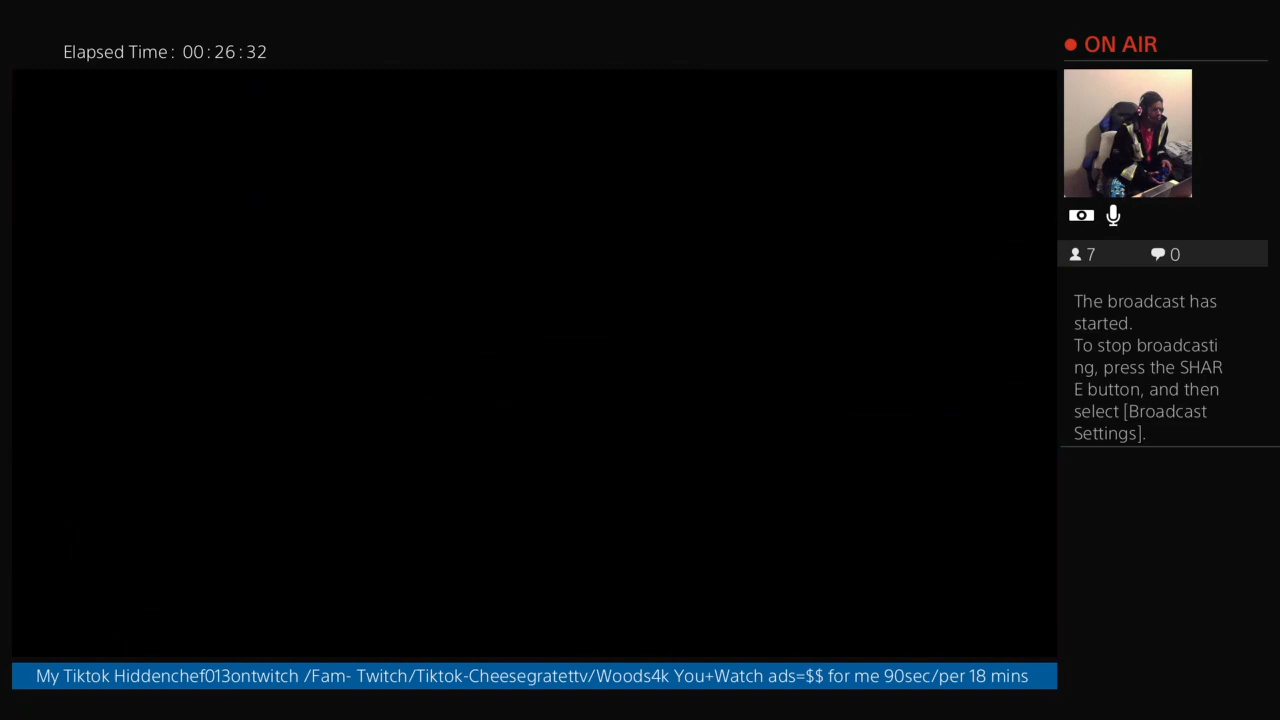 Elapsed Time: 00:26:32
ON AIR
7 0
The broadcast has
started.
To stop broadcasti
ng, press the SHAR
E button, and then
select [Broadcast
Settings].
My Tiktok Hiddenchef013ontwitch /Fam- Twitch/Tiktok-Cheesegratettv/Woods4k You+Watch ads=$$ for me 90sec/per 18 mins